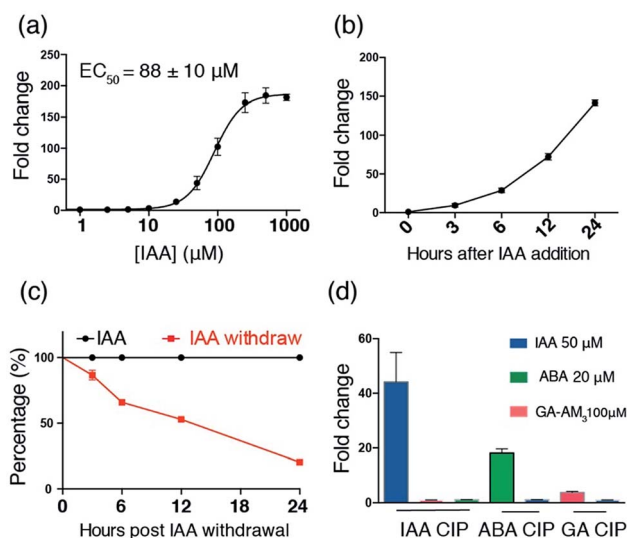 (a)
Fold change
250
200
150
100
50
0
EC50 = 88 ± 10 µM
1 10 100 1000
[IAA] (µM)
(b)
Fold change
200
150
100
50
0
0 3 6 12 24
Hours after IAA addition
(c)
IAA IAA withdraw
Percentage (%)
100
50
0
0 6 12 18 24
Hours post IAA withdrawal
(d)
Fold change
60
40
20
0
IAA 50 µM
ABA 20 µM
GA-AM3100µM
IAA CIP ABA CIP GA CIP